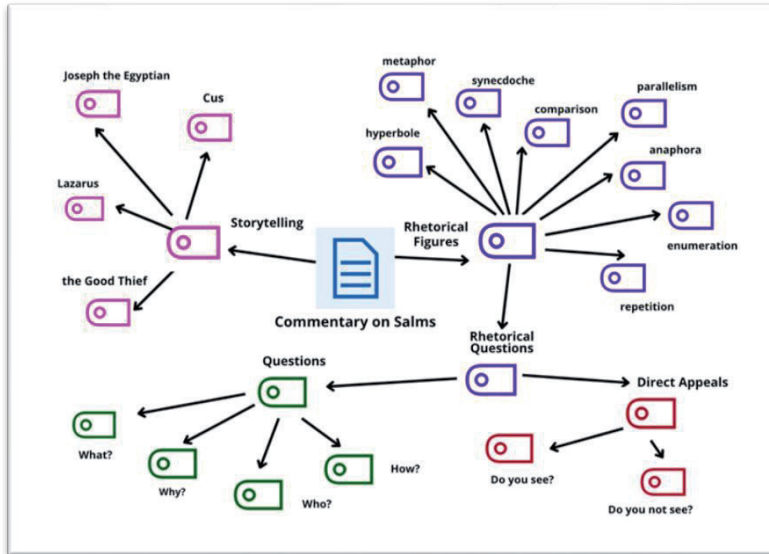 metaphor
synecdoche
parallelism
Joseph the Egyptian
Cus
comparison
hyperbole
anaphora
Lazarus
Storytelling
Rhetorical
Figures
enumeration
the Good Thief
repetition
Commentary on Salms
Rhetorical
Questions
Questions
Direct Appeals
What?
Why?
Who?
How?
Do you see?
Do you not see?